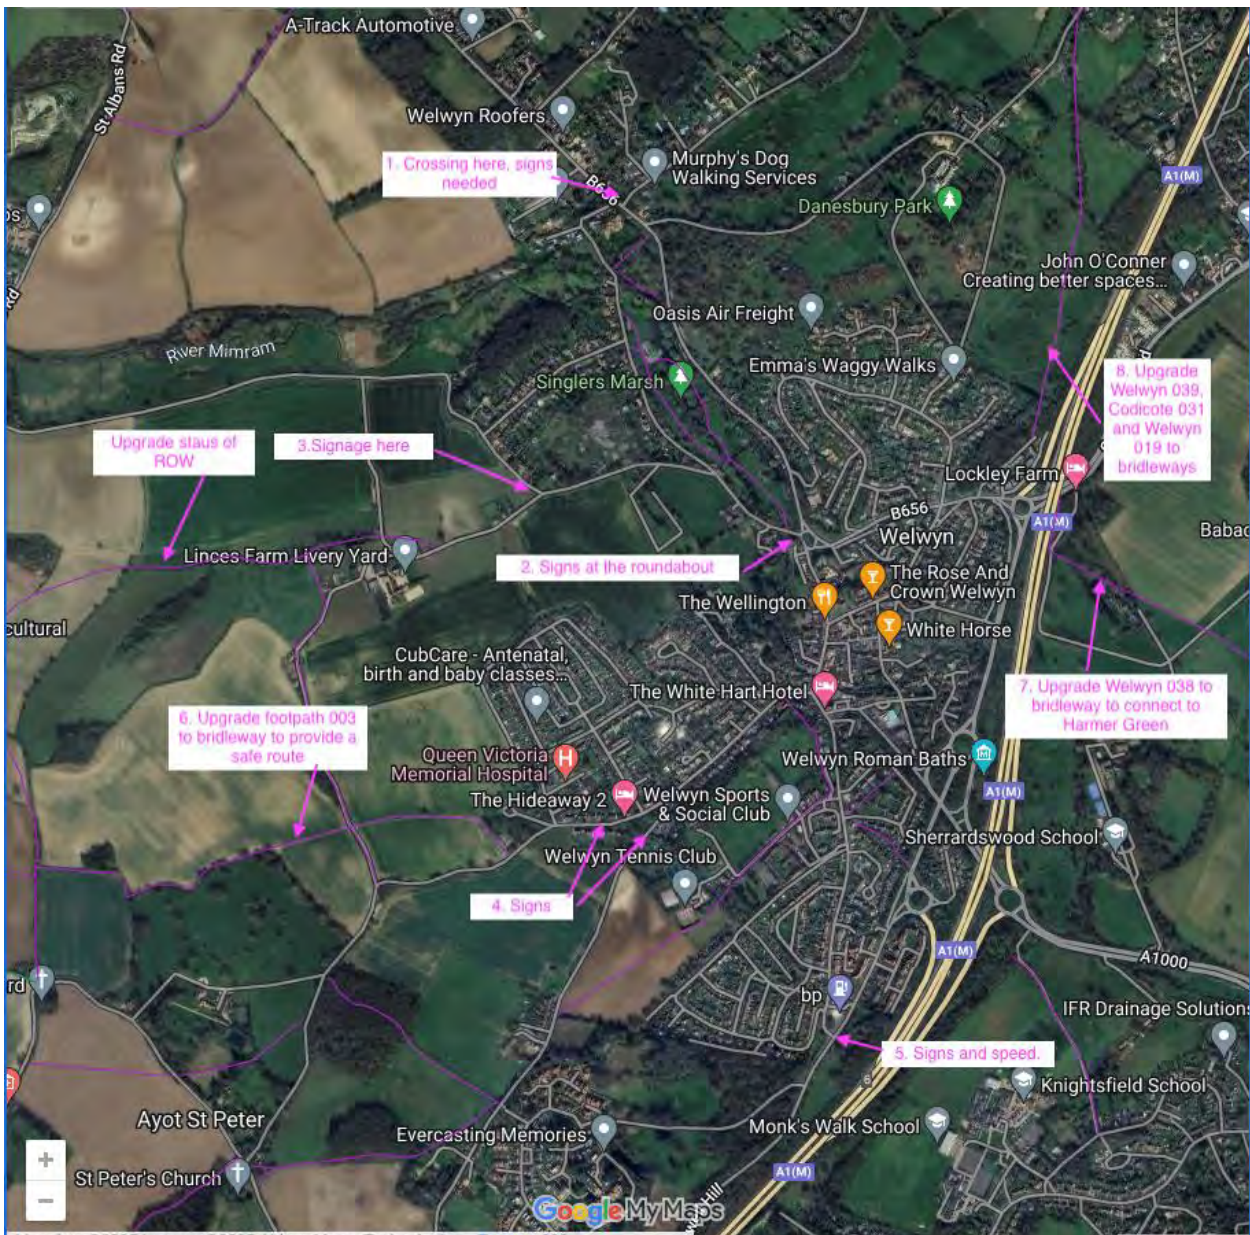 A-Track Automotive
St Albans Rd
Welwyn Roofers
1. Crossing here, signs
needed
B656
Murphy's Dog
Walking Services
Danesbury Park
A1(M)
John O'Conner
Creating better spaces...
Rd
River Mimram
Oasis Air Freight
Emma's Waggy Walks
Singlers Marsh
8. Upgrade
Welwyn 039,
Codicote 031
and Welwyn
019 to
bridleways
Upgrade staus of
ROW
3.Signage here
Lockley Farm
B656
A1(M)
Welwyn
Linces Farm Livery Yard
2. Signs at the roundabout
The Rose And
Crown Welwyn
The Wellington
White Horse
cultural
CubCare - Antenatal,
birth and baby classes...
The White Hart Hotel
7. Upgrade Welwyn 038 to
bridleway to connect to
Harmer Green
6. Upgrade footpath 003
to bridleway to provide a
safe route
Queen Victoria
Memorial Hospital
H
Welwyn Roman Baths
A1(M)
The Hideaway 2
Welwyn Sports
& Social Club
Sherrardswood School
Welwyn Tennis Club
4. Signs
A1(M)
A1000
rd
bp
IFR Drainage Solutions
5. Signs and speed.
6
Knightsfield School
Ayot St Peter
Evercasting Memories
Monk's Walk School
St Peter's Church
A1(M)
Hill
Google My Maps
+
−